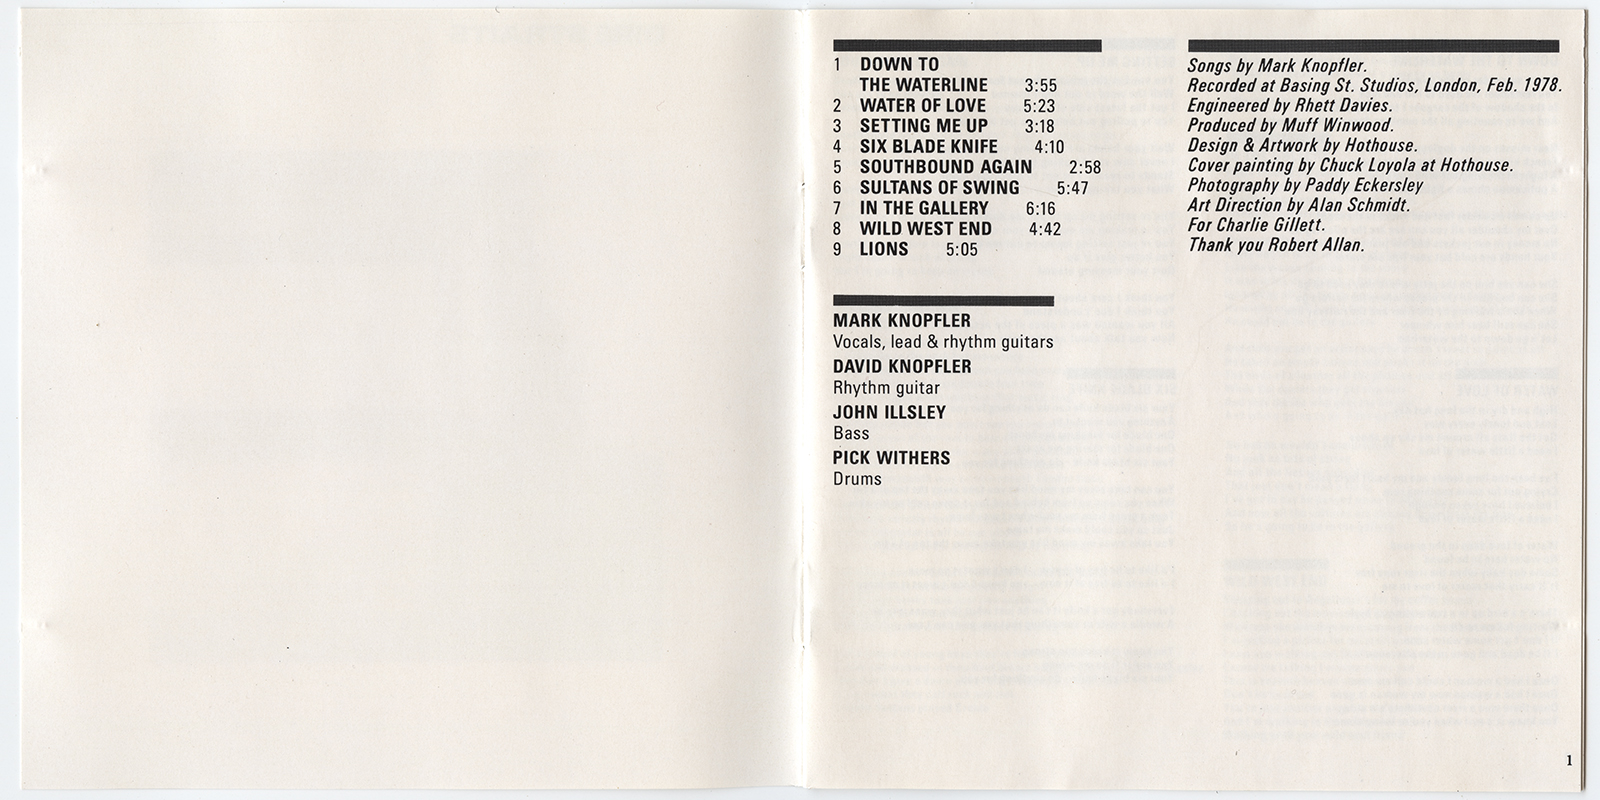 1 DOWN TO
THE WATERLINE 3:55
2 WATER OF LOVE 5:23
3 SETTING ME UP 3:18
4 SIX BLADE KNIFE 4:10
5 SOUTHBOUND AGAIN 2:58
6 SULTANS OF SWING 5:47
7 IN THE GALLERY 6:16
8 WILD WEST END 4:42
9 LIONS 5:05
MARK KNOPFLER
Vocals, lead & rhythm guitars
DAVID KNOPFLER
Rhythm guitar
JOHN ILLSLEY
Bass
PICK WITHERS
Drums
Songs by Mark Knopfler.
Recorded at Basing St. Studios, London, Feb. 1978.
Engineered by Rhett Davies.
Produced by Muff Winwood.
Design & Artwork by Hothouse.
Cover painting by Chuck Loyola at Hothouse.
Photography by Paddy Eckersley
Art Direction by Alan Schmidt.
For Charlie Gillett.
Thank you Robert Allan.
1